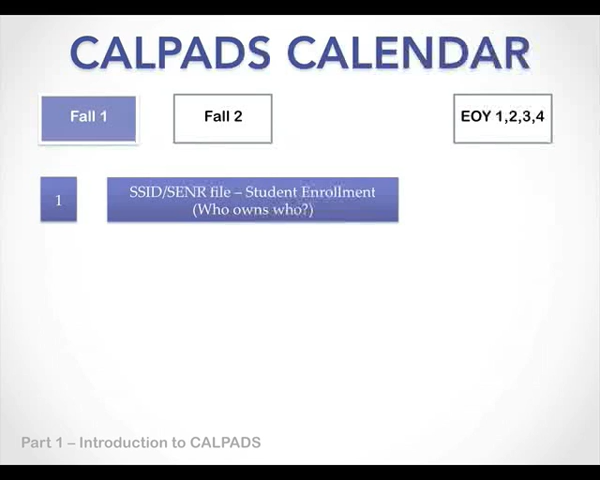 CALPADS CALENDAR
Fall 1
Fall 2
EOY 1,2,3,4
1
SSID/SENR file – Student Enrollment
(Who owns who?)
Part 1 – Introduction to CALPADS